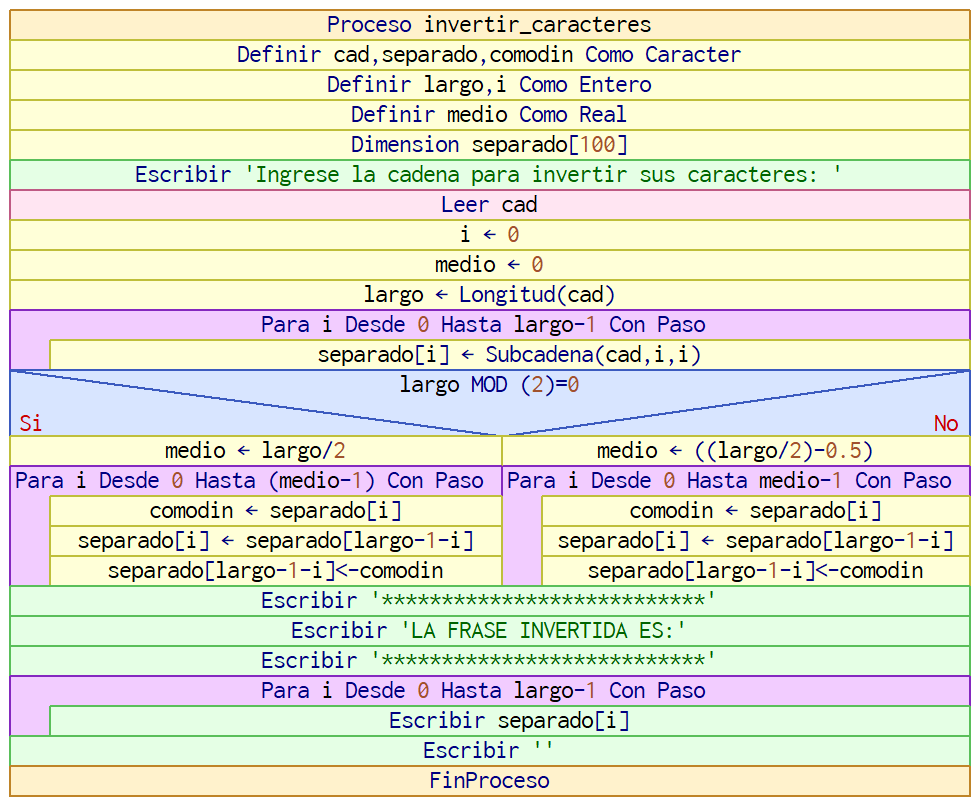 Proceso invertir_caracteres
Definir cad,separado,comodin Como Caracter
Definir largo,i Como Entero
Definir medio Como Real
Dimension separado[100]
Escribir 'Ingrese la cadena para invertir sus caracteres: '
Leer cad
i ← 0
medio ← 0
largo ← Longitud(cad)
Para i Desde 0 Hasta largo-1 Con Paso
separado[i] ← Subcadena(cad,i,i)
largo MOD (2)=0
Si
No
medio ← largo/2
medio ← ((largo/2)-0.5)
Para i Desde 0 Hasta (medio-1) Con Paso
Para i Desde 0 Hasta medio-1 Con Paso
comodin ← separado[i]
comodin ← separado[i]
separado[i] ← separado[largo-1-i]
separado[i] ← separado[largo-1-i]
separado[largo-1-i]<-comodin
separado[largo-1-i]<-comodin
Escribir '***************************'
Escribir 'LA FRASE INVERTIDA ES:'
Escribir '***************************'
Para i Desde 0 Hasta largo-1 Con Paso
Escribir separado[i]
Escribir ''
FinProceso